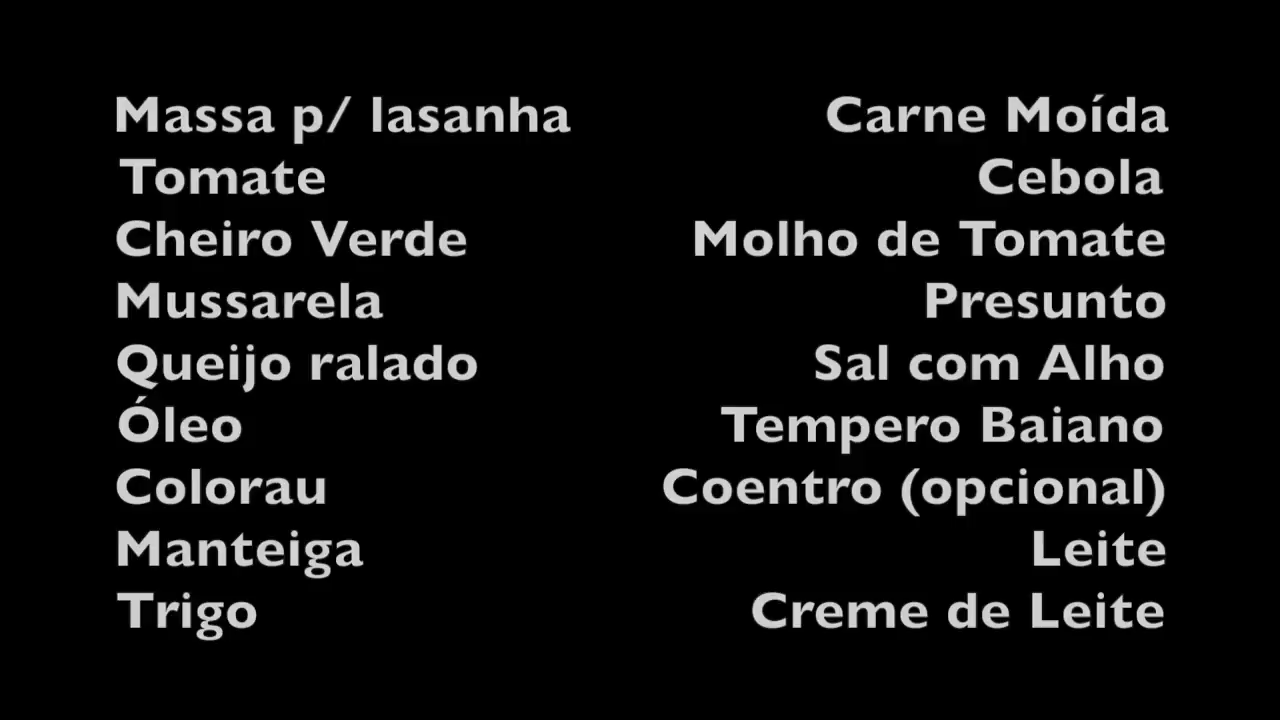 Massa p/ lasanha Carne Moída
Tomate Cebola
Cheiro Verde Molho de Tomate
Mussarela Presunto
Queijo ralado Sal com Alho
Óleo Tempero Baiano
Colorau Coentro (opcional)
Manteiga Leite
Trigo Creme de Leite